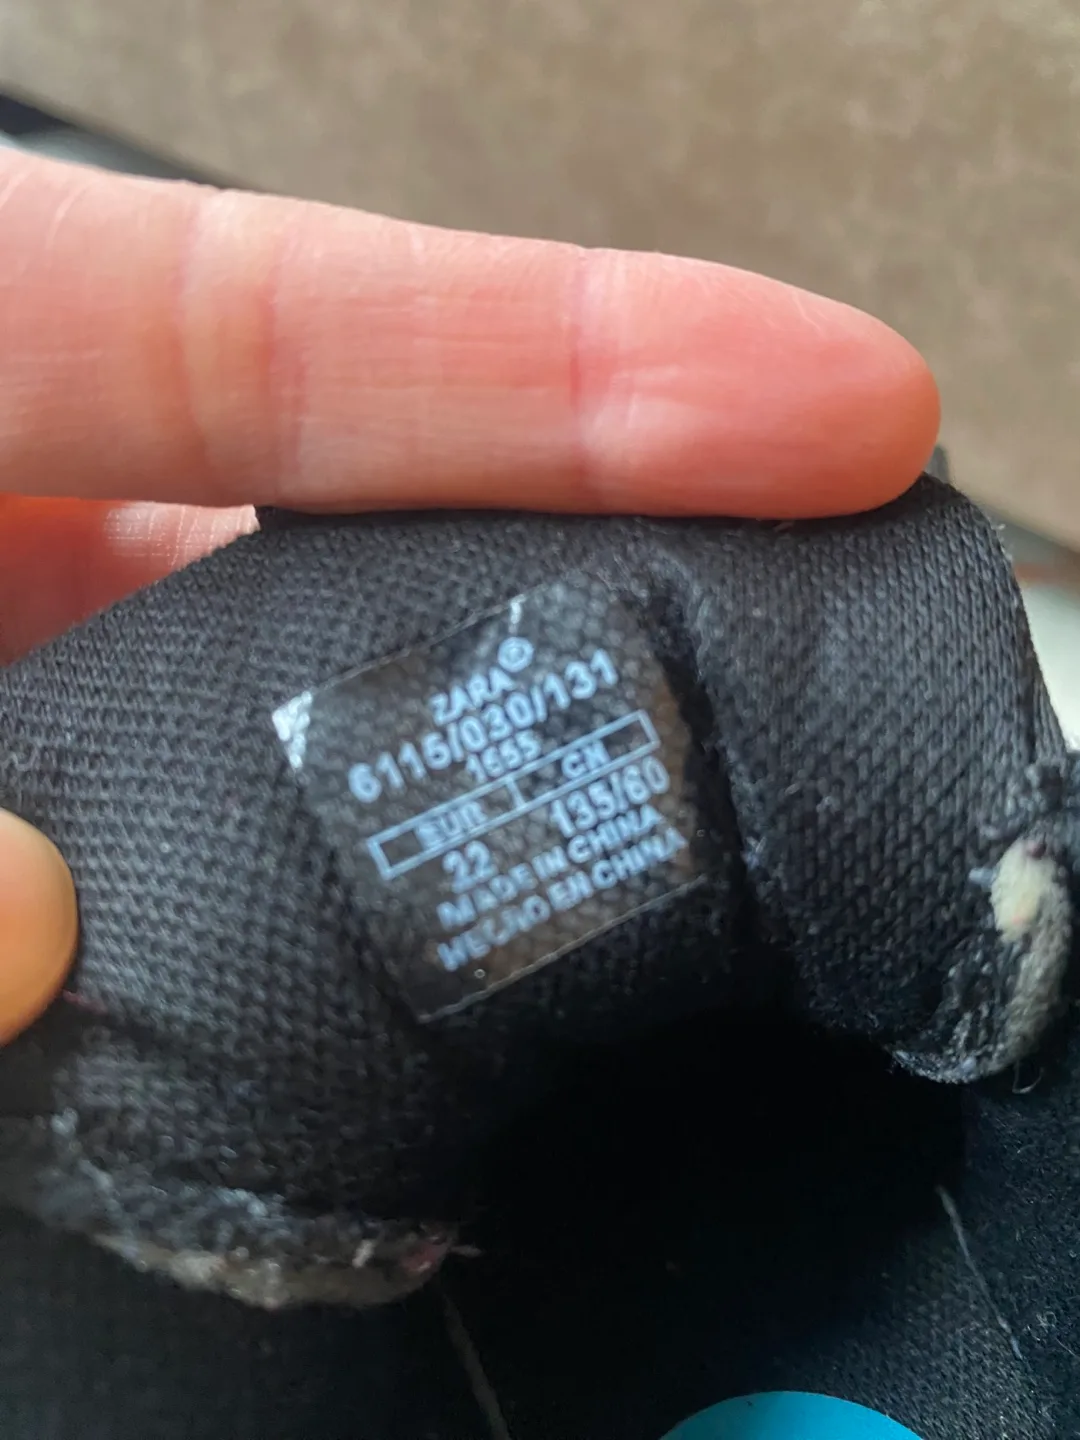 ZARA ©
6116/030/131
1655
EUR CN
22 135/60
MADE IN CHINA
HECHO EN CHINA